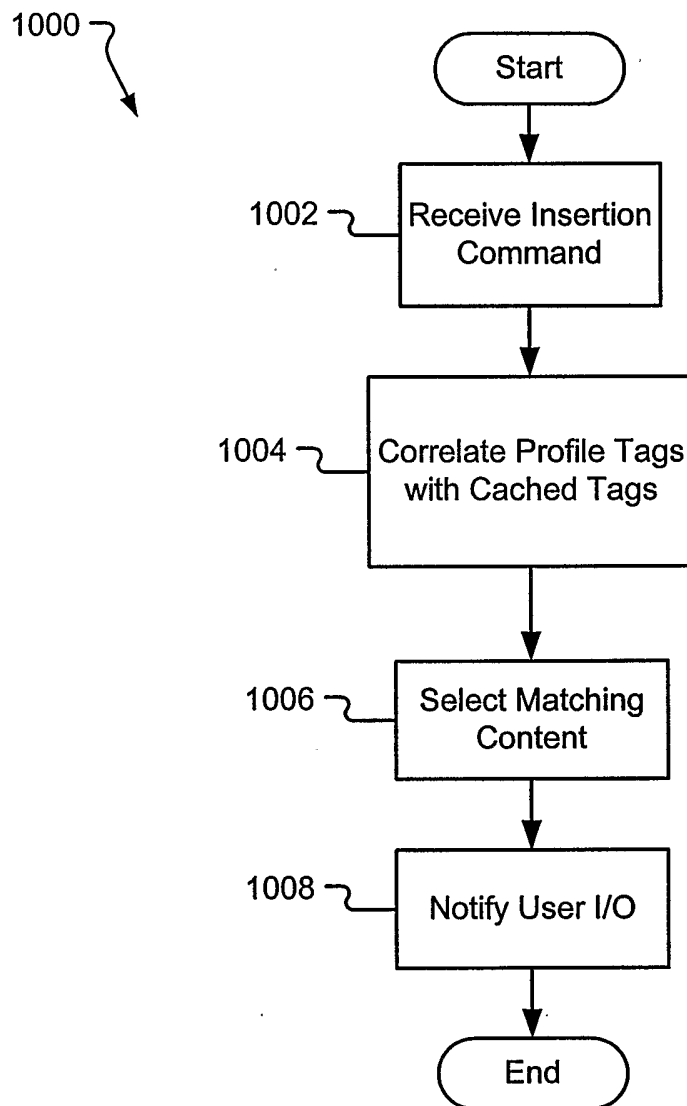 1000
Start
1002
Receive Insertion
Command
1004
Correlate Profile Tags
with Cached Tags
1006
Select Matching
Content
1008
Notify User I/O
End